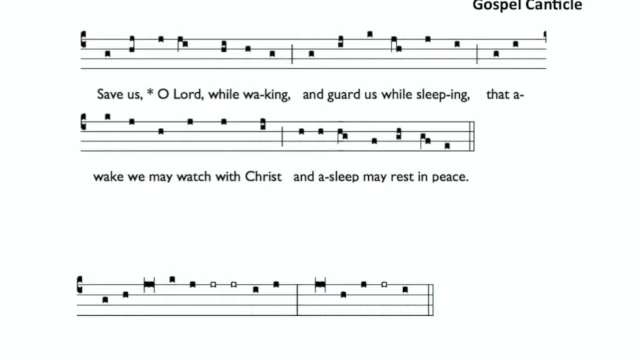 Gospel Canticle
Save us, * O Lord, while wa-king, and guard us while sleep-ing, that a-
wake we may watch with Christ and a-sleep may rest in peace.